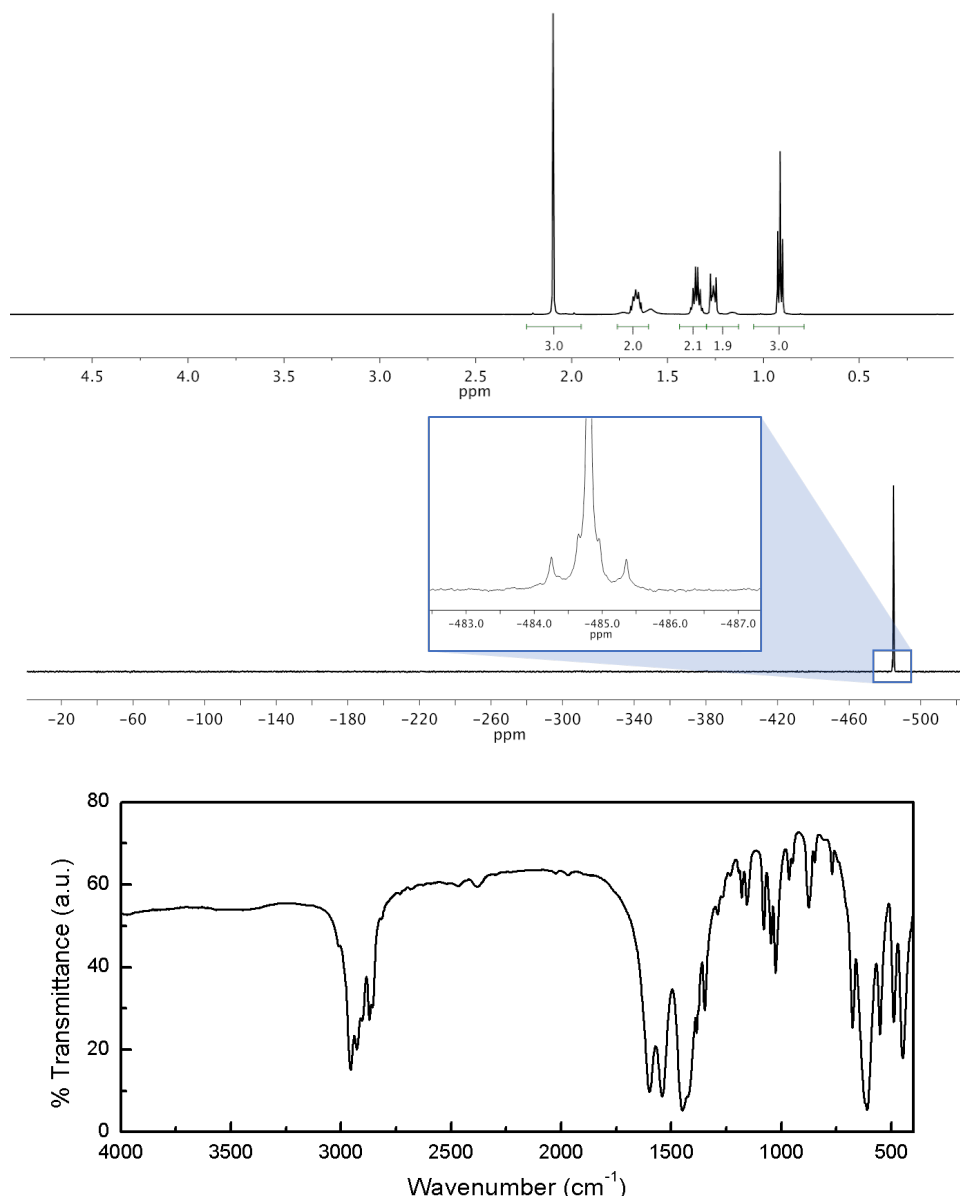 3.0 2.0 2.1 1.9 3.0
4.5 4.0 3.5 3.0 2.5 2.0 1.5 1.0 0.5
ppm
−483.0 −484.0 −485.0 −486.0 −487.0
ppm
−20 −60 −100 −140 −180 −220 −260 −300 −340 −380 −420 −460 −500
ppm
80
60
40
20
0
% Transmittance (a.u.)
4000 3500 3000 2500 2000 1500 1000 500
Wavenumber (cm⁻¹)